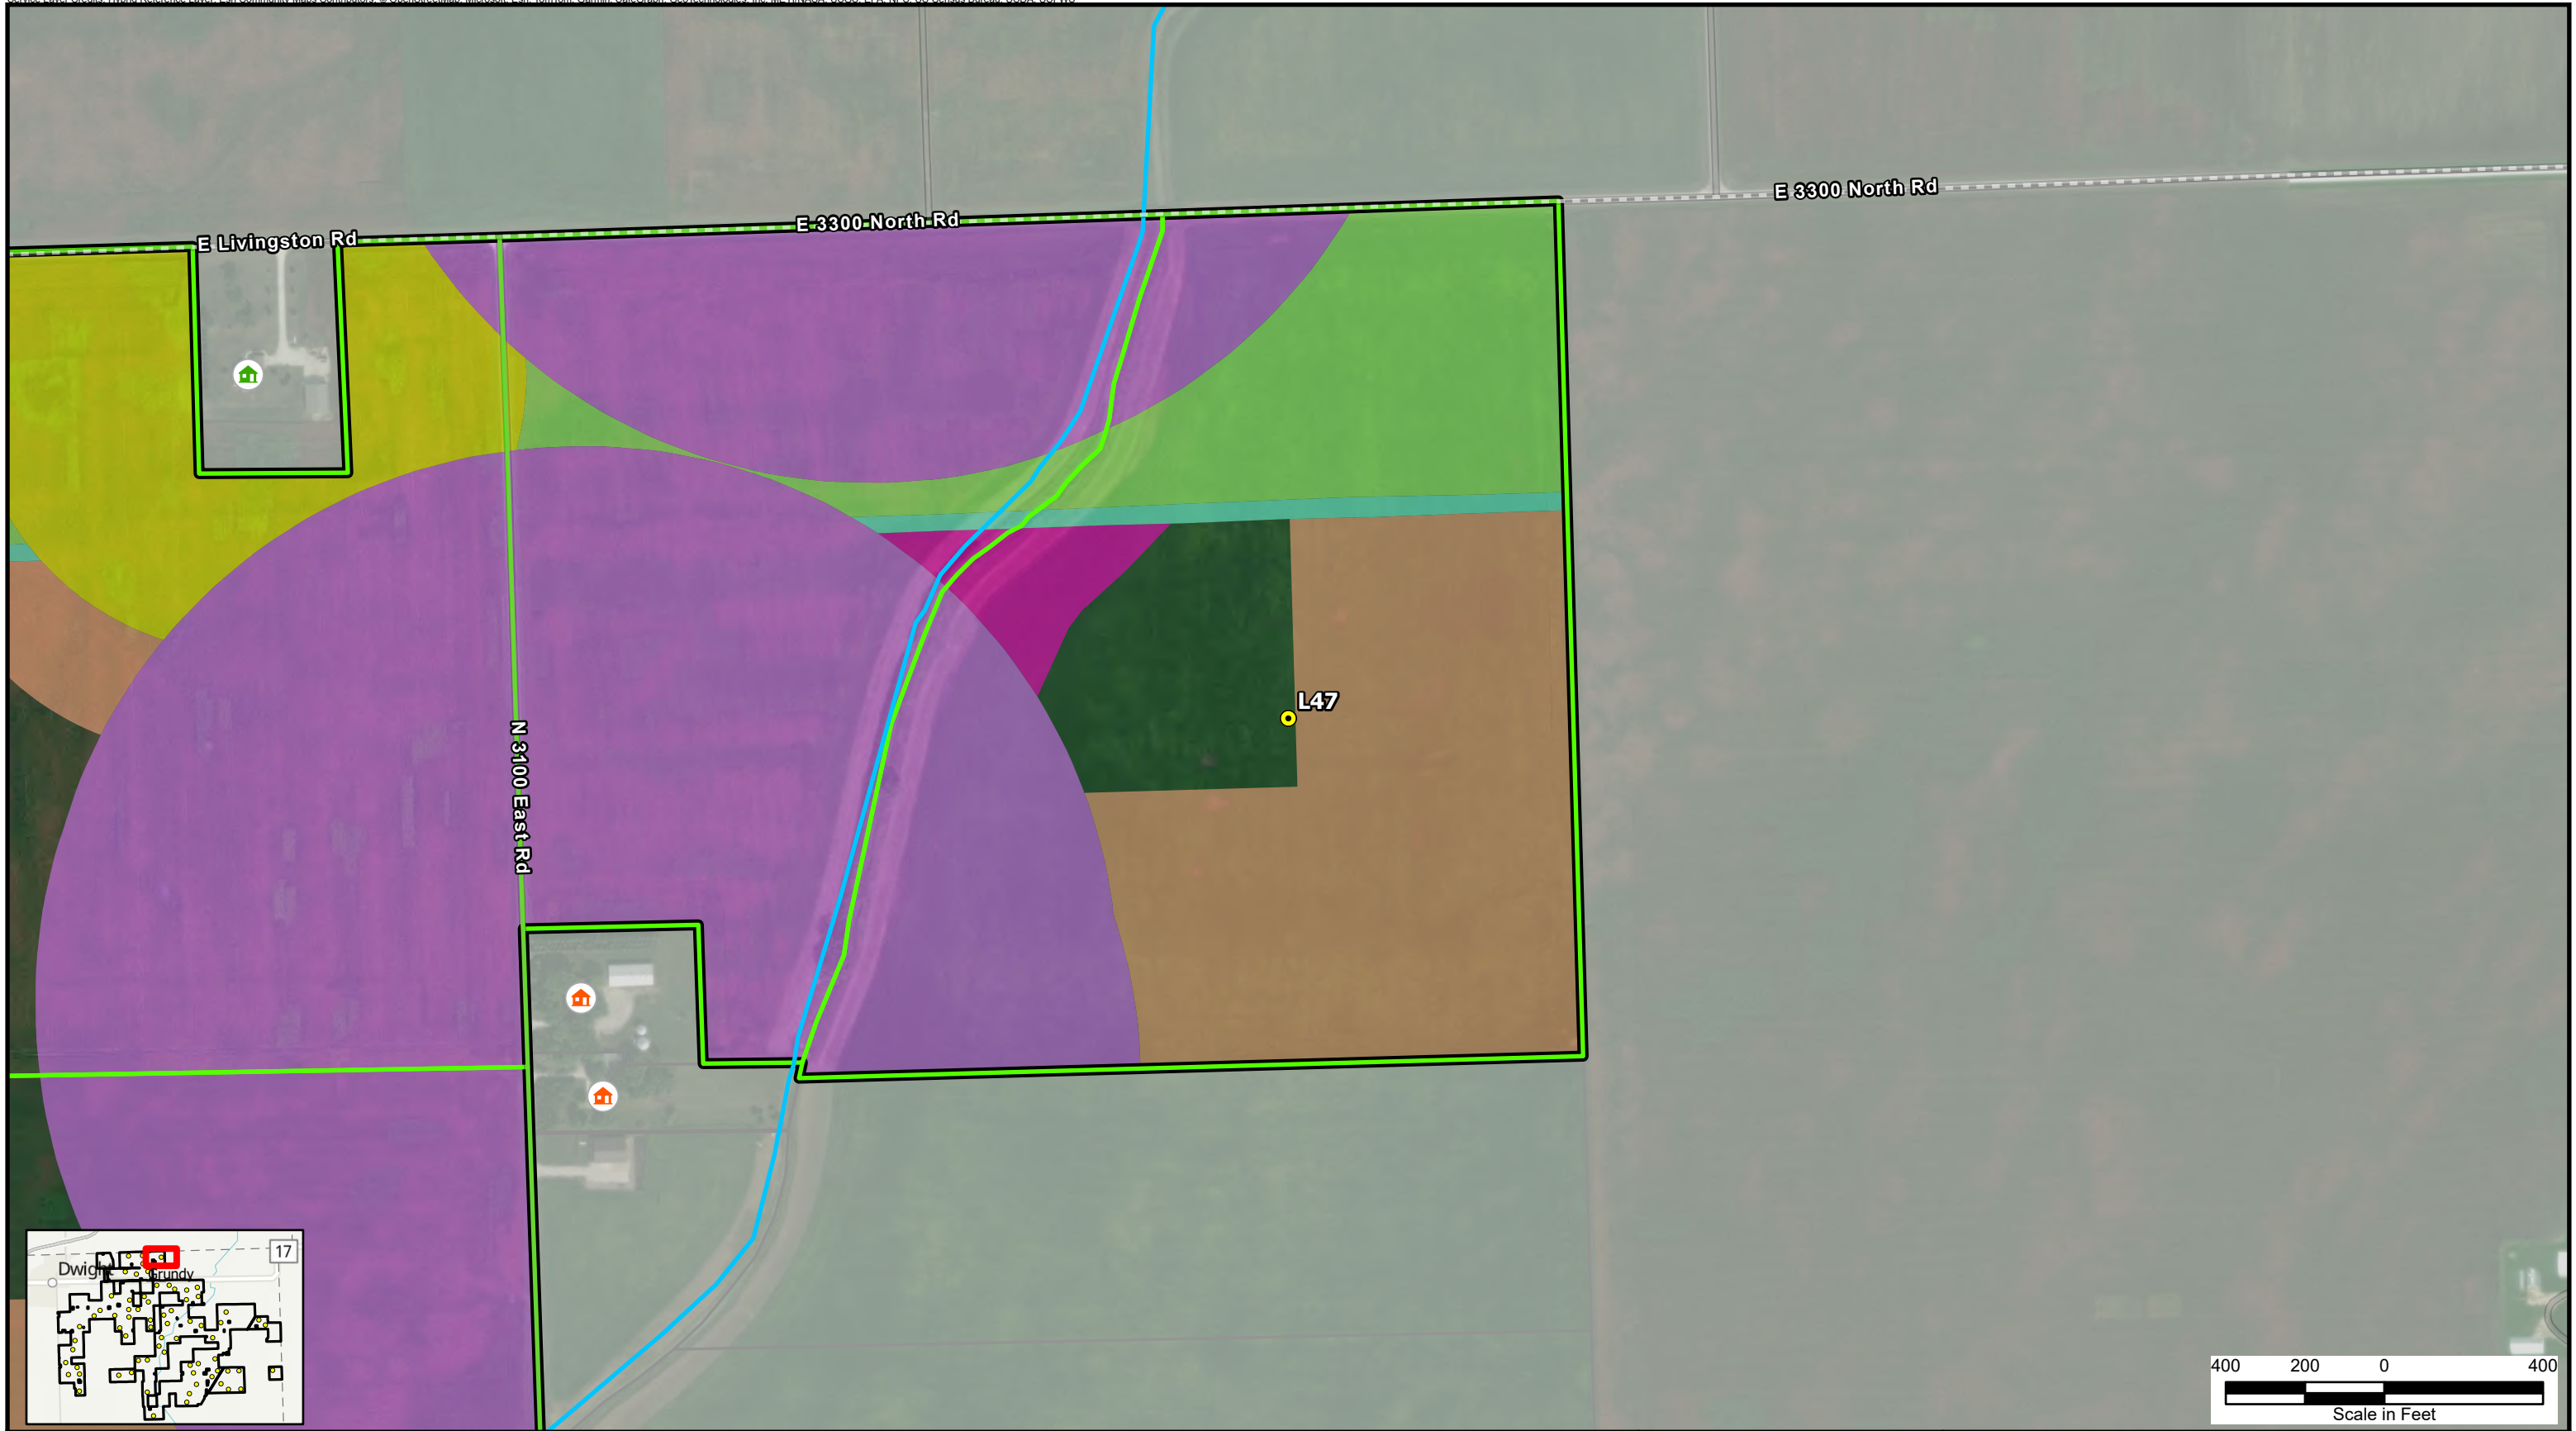 E 3300 North Rd
E 3300 North Rd
E Livingston Rd
L47
N 3100 East Rd
17
Dwight
Grundy
400 200 0 400
Scale in Feet